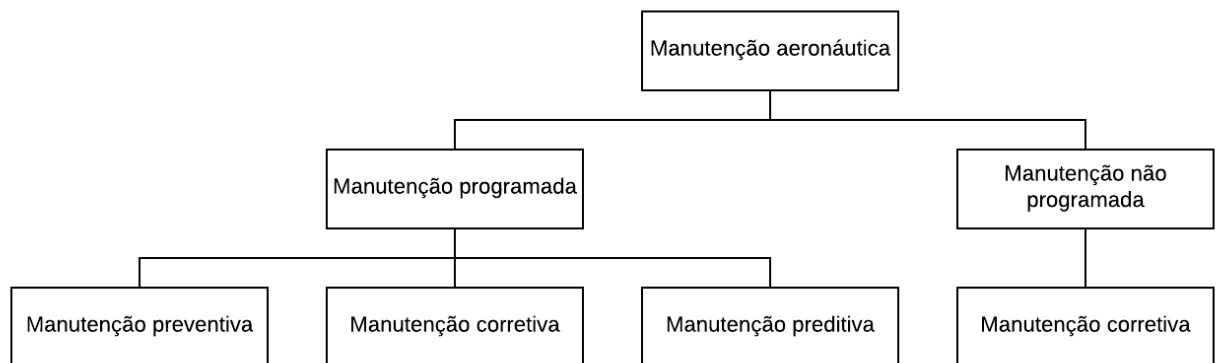 Manutenção aeronáutica
Manutenção programada
Manutenção não
programada
Manutenção preventiva
Manutenção corretiva
Manutenção preditiva
Manutenção corretiva